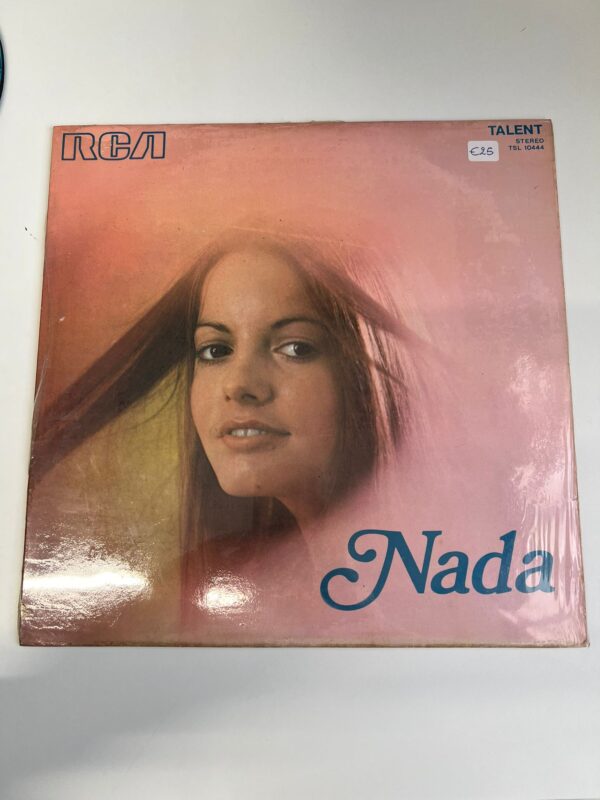 RCA
TALENT
STEREO
TSL 10444
€25
Nada